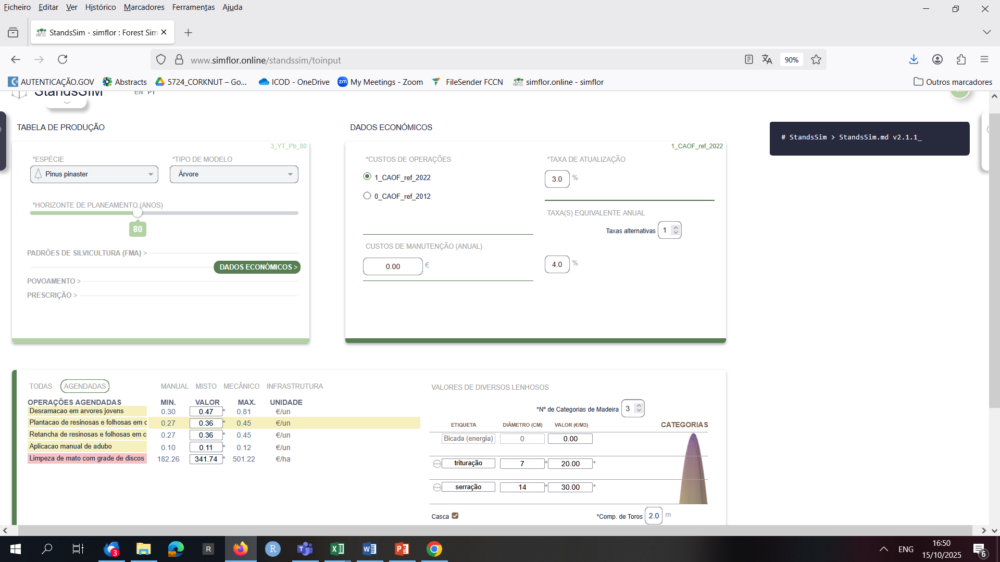 Ficheiro Editar Ver Histórico Marcadores Ferramentas Ajuda
StandsSim - simflor : Forest Sim
www.simflor.online/standssim/toinput
90%
AUTENTICAÇÃO.GOV Abstracts 5724_CORKNUT – Go... ICOD - OneDrive My Meetings - Zoom FileSender FCCN simflor.online - simflor Outros marcadores
StandsSim EN PT
TABELA DE PRODUÇÃO
3_YT_Pb_80
*ESPÉCIE *TIPO DE MODELO
Pinus pinaster Árvore
*HORIZONTE DE PLANEAMENTO (ANOS)
80
PADRÕES DE SILVICULTURA (FMA) >
DADOS ECONÓMICOS >
POVOAMENTO >
PRESCRIÇÃO >
DADOS ECONÓMICOS
1_CAOF_ref_2022
*CUSTOS DE OPERAÇÕES *TAXA DE ATUALIZAÇÃO
1_CAOF_ref_2022 3.0 %
0_CAOF_ref_2012
TAXA(S) EQUIVALENTE ANUAL
Taxas alternativas 1
CUSTOS DE MANUTENÇÃO (ANUAL)
0.00 € 4.0 %
# StandsSim > StandsSim.md v2.1.1_
TODAS AGENDADAS MANUAL MISTO MECÂNICO INFRASTRUTURA
OPERAÇÕES AGENDADAS MIN. VALOR MAX. UNIDADE
Desramacao em arvores jovens 0.30 0.47 * 0.81 €/un
Plantacao de resinosas e folhosas em c 0.27 0.36 * 0.45 €/un
Retancha de resinosas e folhosas em c 0.27 0.36 * 0.45 €/un
Aplicacao manual de adubo 0.10 0.11 * 0.12 €/un
Limpeza de mato com grade de discos 182.26 341.74 * 501.22 €/ha
VALORES DE DIVERSOS LENHOSOS
*Nº de Categorias de Madeira 3
ETIQUETA DIÂMETRO (CM) VALOR (€/M3) CATEGORIAS
Bicada (energia) 0 0.00
trituração 7 * 20.00 *
serração 14 * 30.00 *
Casca *Comp. de Toros 2.0 m
3 R R ENG 16:50
15/10/2025 6